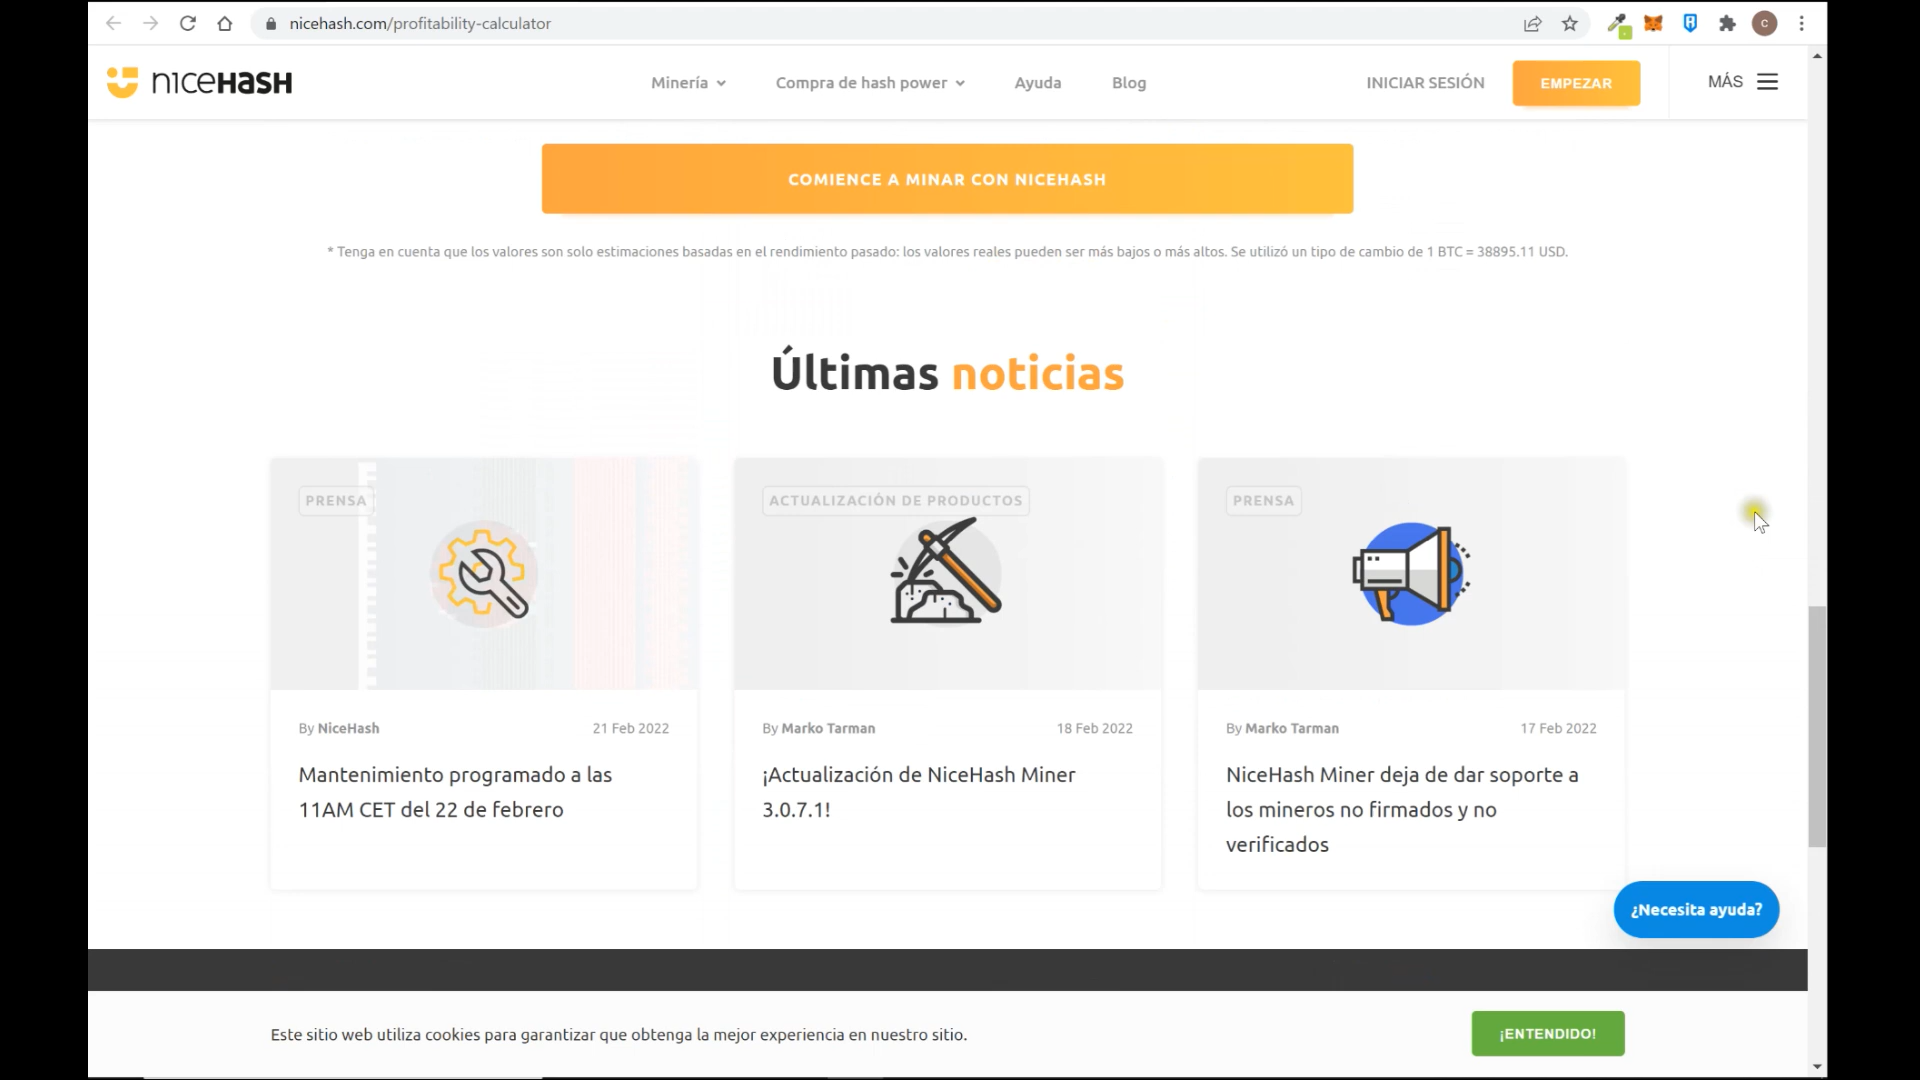 nicehash.com/profitability-calculator
C
nıceHASH
Minería
Compra de hash power
Ayuda
Blog
INICIAR SESIÓN
EMPEZAR
MÁS
COMIENCE A MINAR CON NICEHASH
* Tenga en cuenta que los valores son solo estimaciones basadas en el rendimiento pasado: los valores reales pueden ser más bajos o más altos. Se utilizó un tipo de cambio de 1 BTC = 38895.11 USD.
Últimas noticias
PRENSA
By NiceHash 21 Feb 2022
Mantenimiento programado a las
11AM CET del 22 de febrero
ACTUALIZACIÓN DE PRODUCTOS
By Marko Tarman 18 Feb 2022
¡Actualización de NiceHash Miner
3.0.7.1!
PRENSA
By Marko Tarman 17 Feb 2022
NiceHash Miner deja de dar soporte a
los mineros no firmados y no
verificados
¿Necesita ayuda?
Este sitio web utiliza cookies para garantizar que obtenga la mejor experiencia en nuestro sitio.
¡ENTENDIDO!